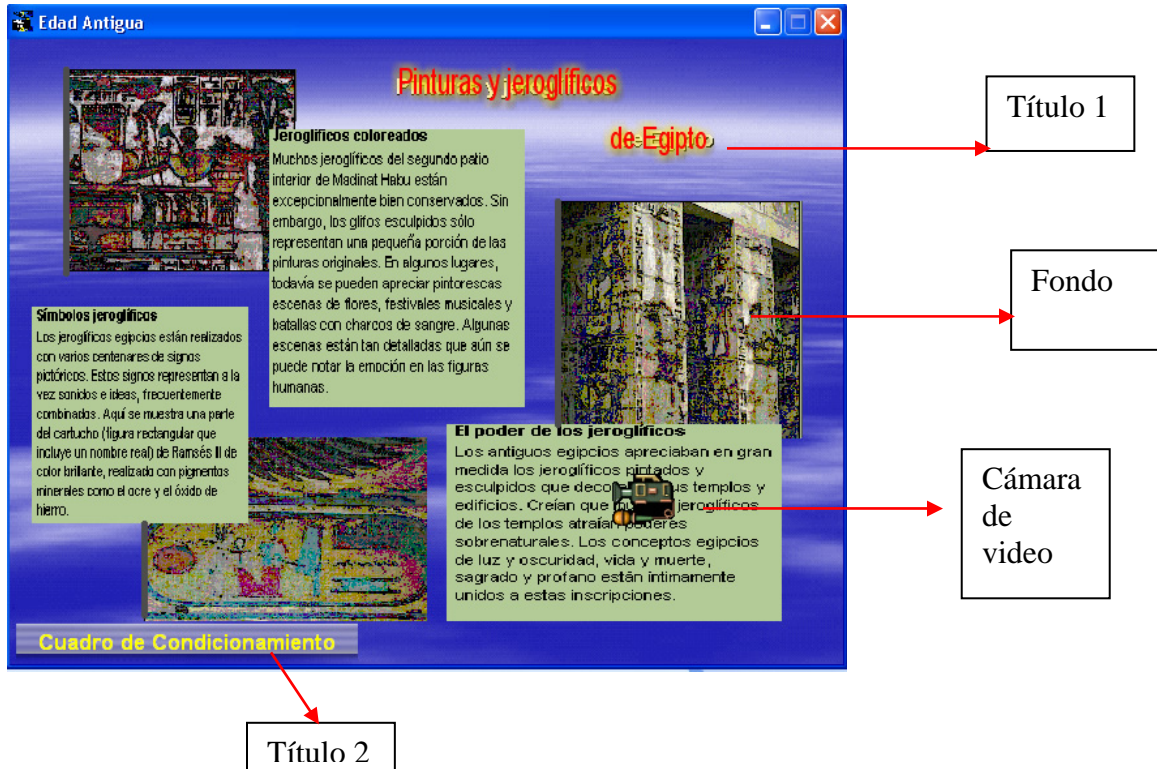 Edad Antigua
Pinturas y jeroglíficos
de Egipto
Título 1
Jeroglíficos coloreados
Muchos jeroglíficos del segundo patio
interior de Madinat Habu están
excepcionalmente bien conservados. Sin
embargo, los glifos esculpidos sólo
representan una pequeña porción de las
pinturas originales. En algunos lugares,
todavía se pueden apreciar pintorescas
escenas de flores, festivales musicales y
batallas con charcos de sangre. Algunas
escenas están tan detalladas que aún se
puede notar la emoción en las figuras
humanas.
Fondo
Símbolos jeroglíficos
Los jeroglíficos egipcios están realizados
con varios centenares de signos
pictóricos. Estos signos representan a la
vez sonidos e ideas, frecuentemente
combinados. Aquí se muestra una parte
del cartucho (figura rectangular que
incluye un nombre real) de Ramsés II de
color brillante, realizado con pigmentos
minerales como el ocre y el óxido de
hierro.
El poder de los jeroglíficos
Los antiguos egipcios apreciaban en gran
medida los jeroglíficos pintados y
esculpidos que us templos y
edificios. Creían que jeroglíficos
de los templos atraían poderes
sobrenaturales. Los conceptos egipcios
de luz y oscuridad, vida y muerte,
sagrado y profano están íntimamente
unidos a estas inscripciones.
Cámara
de
video
Cuadro de Condicionamiento
Título 2